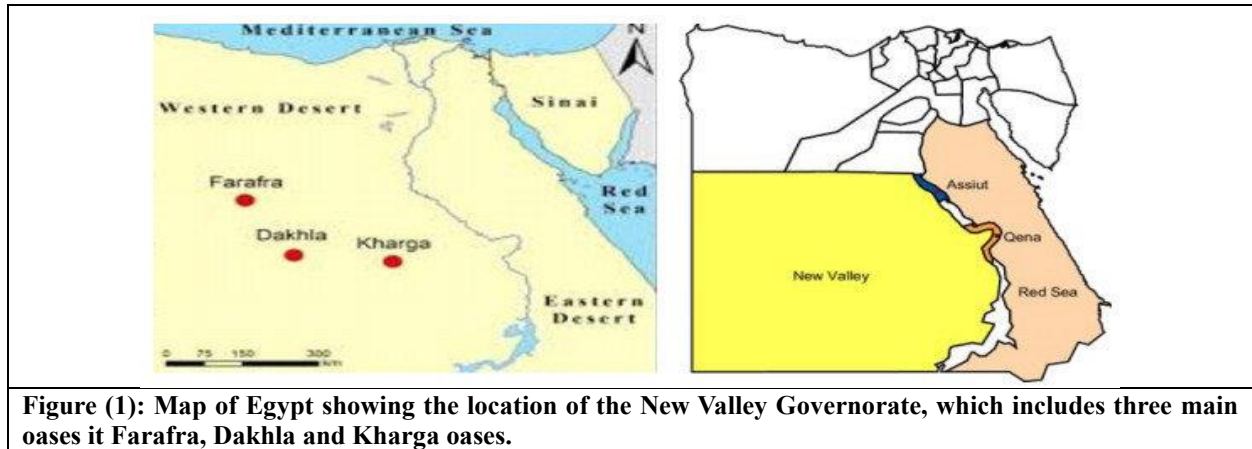 Mediterranean Sea
N
Western Desert
Sinai
Farafra
Red
Sea
Dakhla
Kharga
Eastern
Desert
0 75 150 300
km
Assiut
Qena
New Valley
Red Sea
Figure (1): Map of Egypt showing the location of the New Valley Governorate, which includes three main
oases it Farafra, Dakhla and Kharga oases.